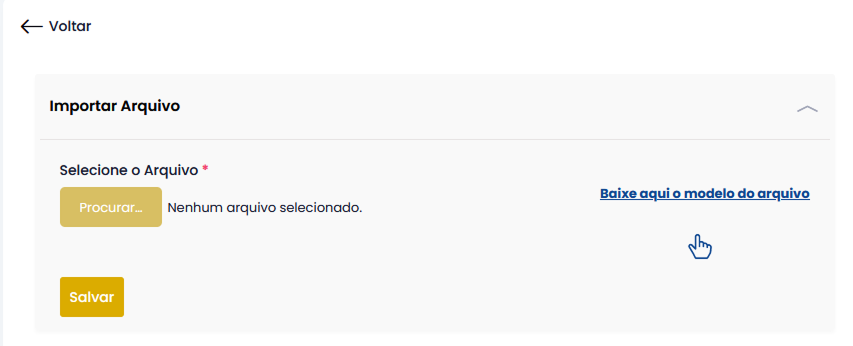 Voltar
Importar Arquivo
Selecione o Arquivo *
Baixe aqui o modelo do arquivo
Procurar... Nenhum arquivo selecionado.
Salvar